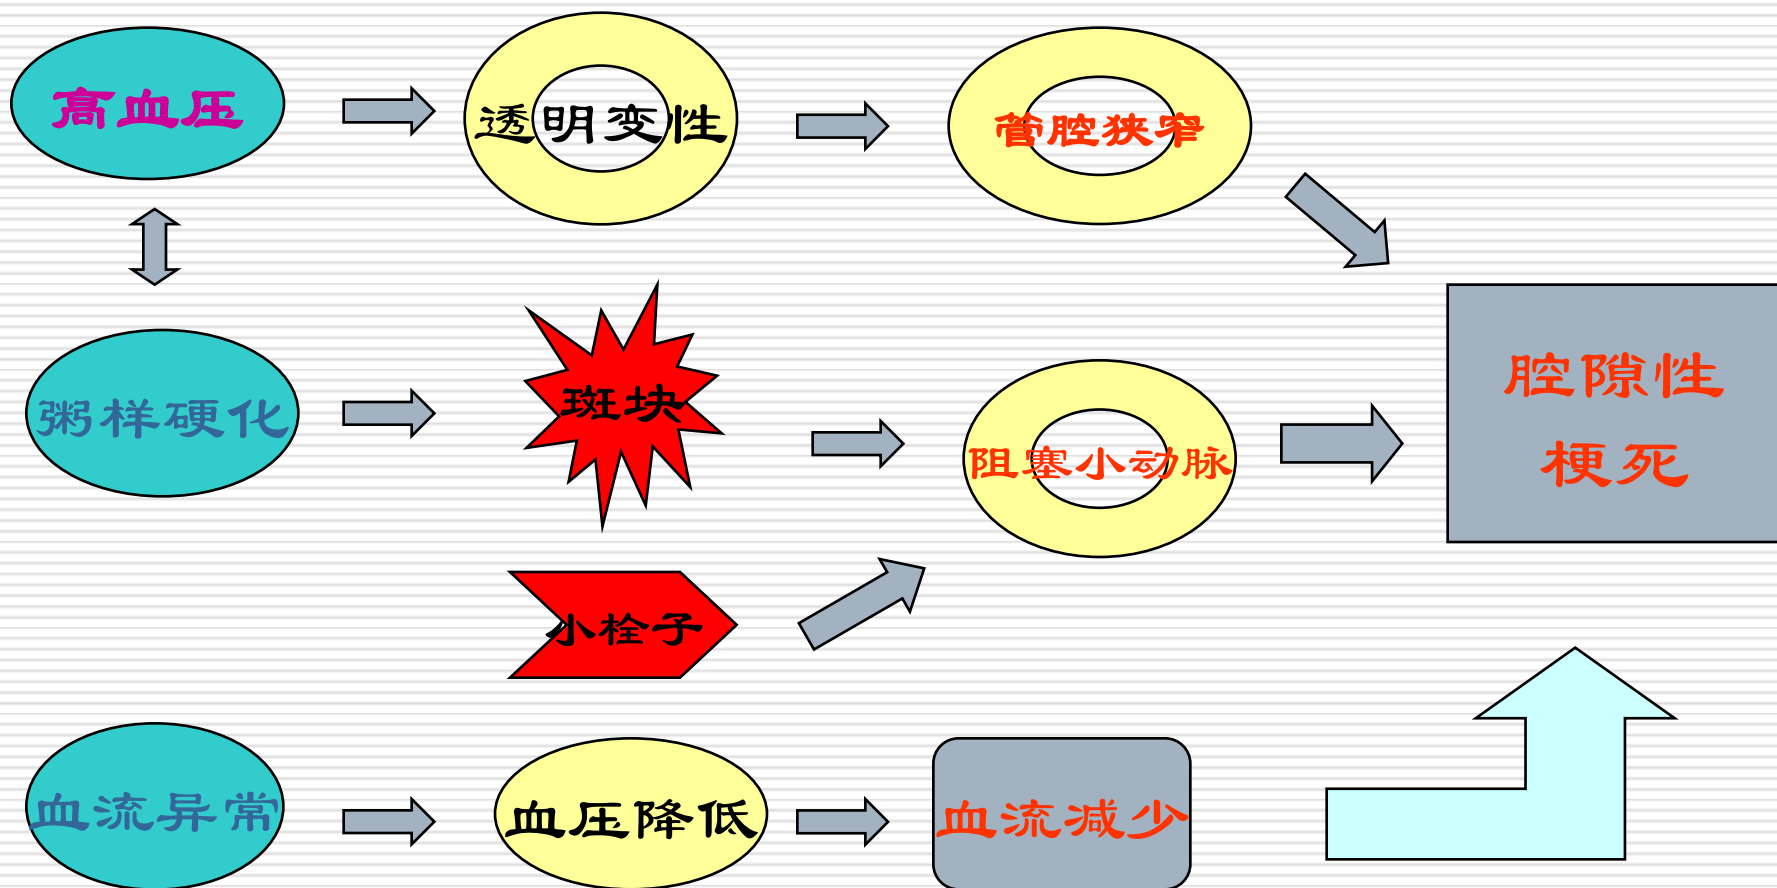 高血压
透明变性
管腔狭窄
粥样硬化
斑块
阻塞小动脉
腔隙性
梗死
小栓子
血流异常
血压降低
血流减少